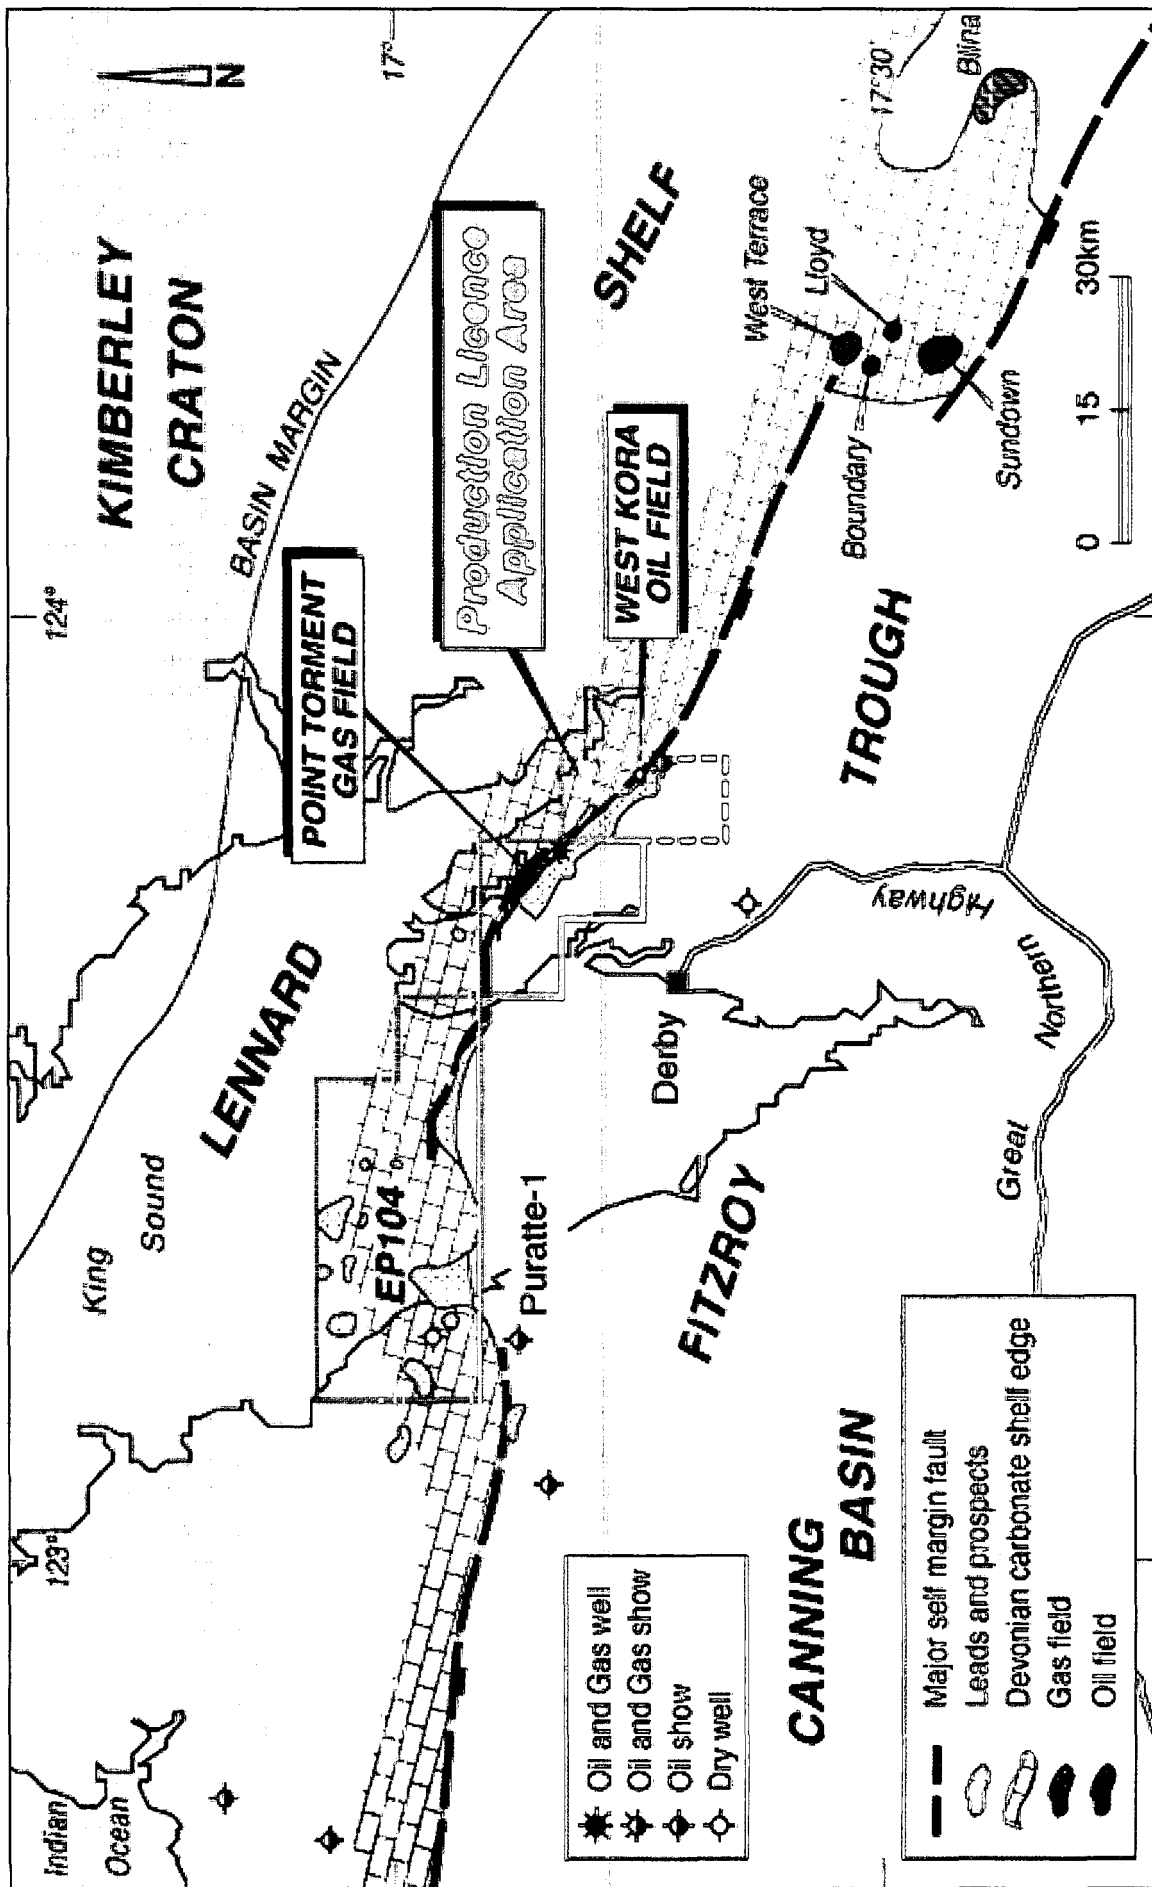 Indian
Ocean
123°
King
Sound
124°
KIMBERLEY
CRATON
N
17°
BASIN MARGIN
LENNARD
SHELF
POINT TORMENT
GAS FIELD
Production Licence
Application Area
WEST KORA
OIL FIELD
EP104
Puratte-1
Derby
FITZROY
TROUGH
West Terrace
Lloyd
Boundary
Sundown
17°30'
Blina
Great
Northern
Highway
CANNING
BASIN
0 15 30km
Oil and Gas well
Oil and Gas show
Oil show
Dry well
Major self margin fault
Leads and prospects
Devonian carbonate shelf edge
Gas field
Oil field